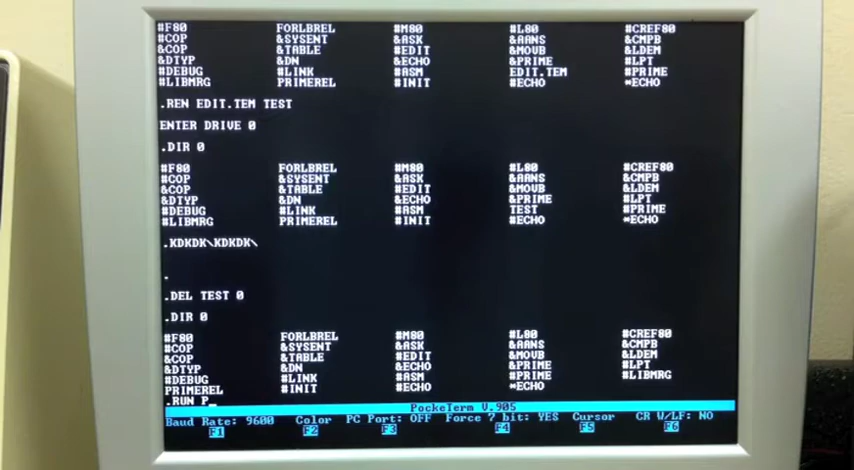 #F80 FORLBREL #M80 #L80 #CREF80
#COP &SYSENT &ASK &AANS &CMPB
&COP &TABLE #EDIT &MOVB &LDEM
&DTYP &DN &ECHO &PRIME #LPT
#DEBUG #LINK #ASM EDIT.TEM #PRIME
#LIBMRG PRIMEREL #INIT #ECHO *ECHO
.REN EDIT.TEM TEST
ENTER DRIVE 0
.DIR 0
#F80 FORLBREL #M80 #L80 #CREF80
#COP &SYSENT &ASK &AANS &CMPB
&COP &TABLE #EDIT &MOVB &LDEM
&DTYP &DN &ECHO &PRIME #LPT
#DEBUG #LINK #ASM TEST #PRIME
#LIBMRG PRIMEREL #INIT #ECHO *ECHO
.KDKDK\KDKDK\
.
.DEL TEST 0
.DIR 0
#F80 FORLBREL #M80 #L80 #CREF80
#COP &SYSENT &ASK &AANS &CMPB
&COP &TABLE #EDIT &MOVB &LDEM
&DTYP &DN &ECHO &PRIME #LPT
#DEBUG #LINK #ASM #PRIME #LIBMRG
PRIMEREL #INIT #ECHO *ECHO
.RUN P_
PockeTerm V.905
Baud Rate: 9600 Color PC Port: OFF Force 7 bit: YES Cursor CR W/LF: NO
F1 F2 F3 F4 F5 F6